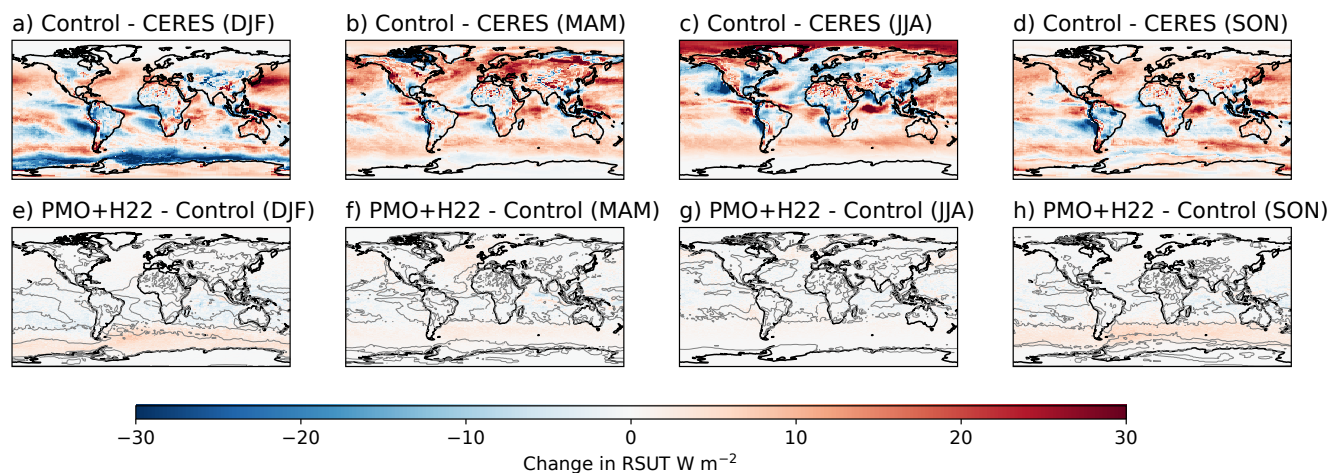 a) Control - CERES (DJF)
b) Control - CERES (MAM)
c) Control - CERES (JJA)
d) Control - CERES (SON)
e) PMO+H22 - Control (DJF)
f) PMO+H22 - Control (MAM)
g) PMO+H22 - Control (JJA)
h) PMO+H22 - Control (SON)
−30 −20 −10 0 10 20 30
Change in RSUT W m⁻²